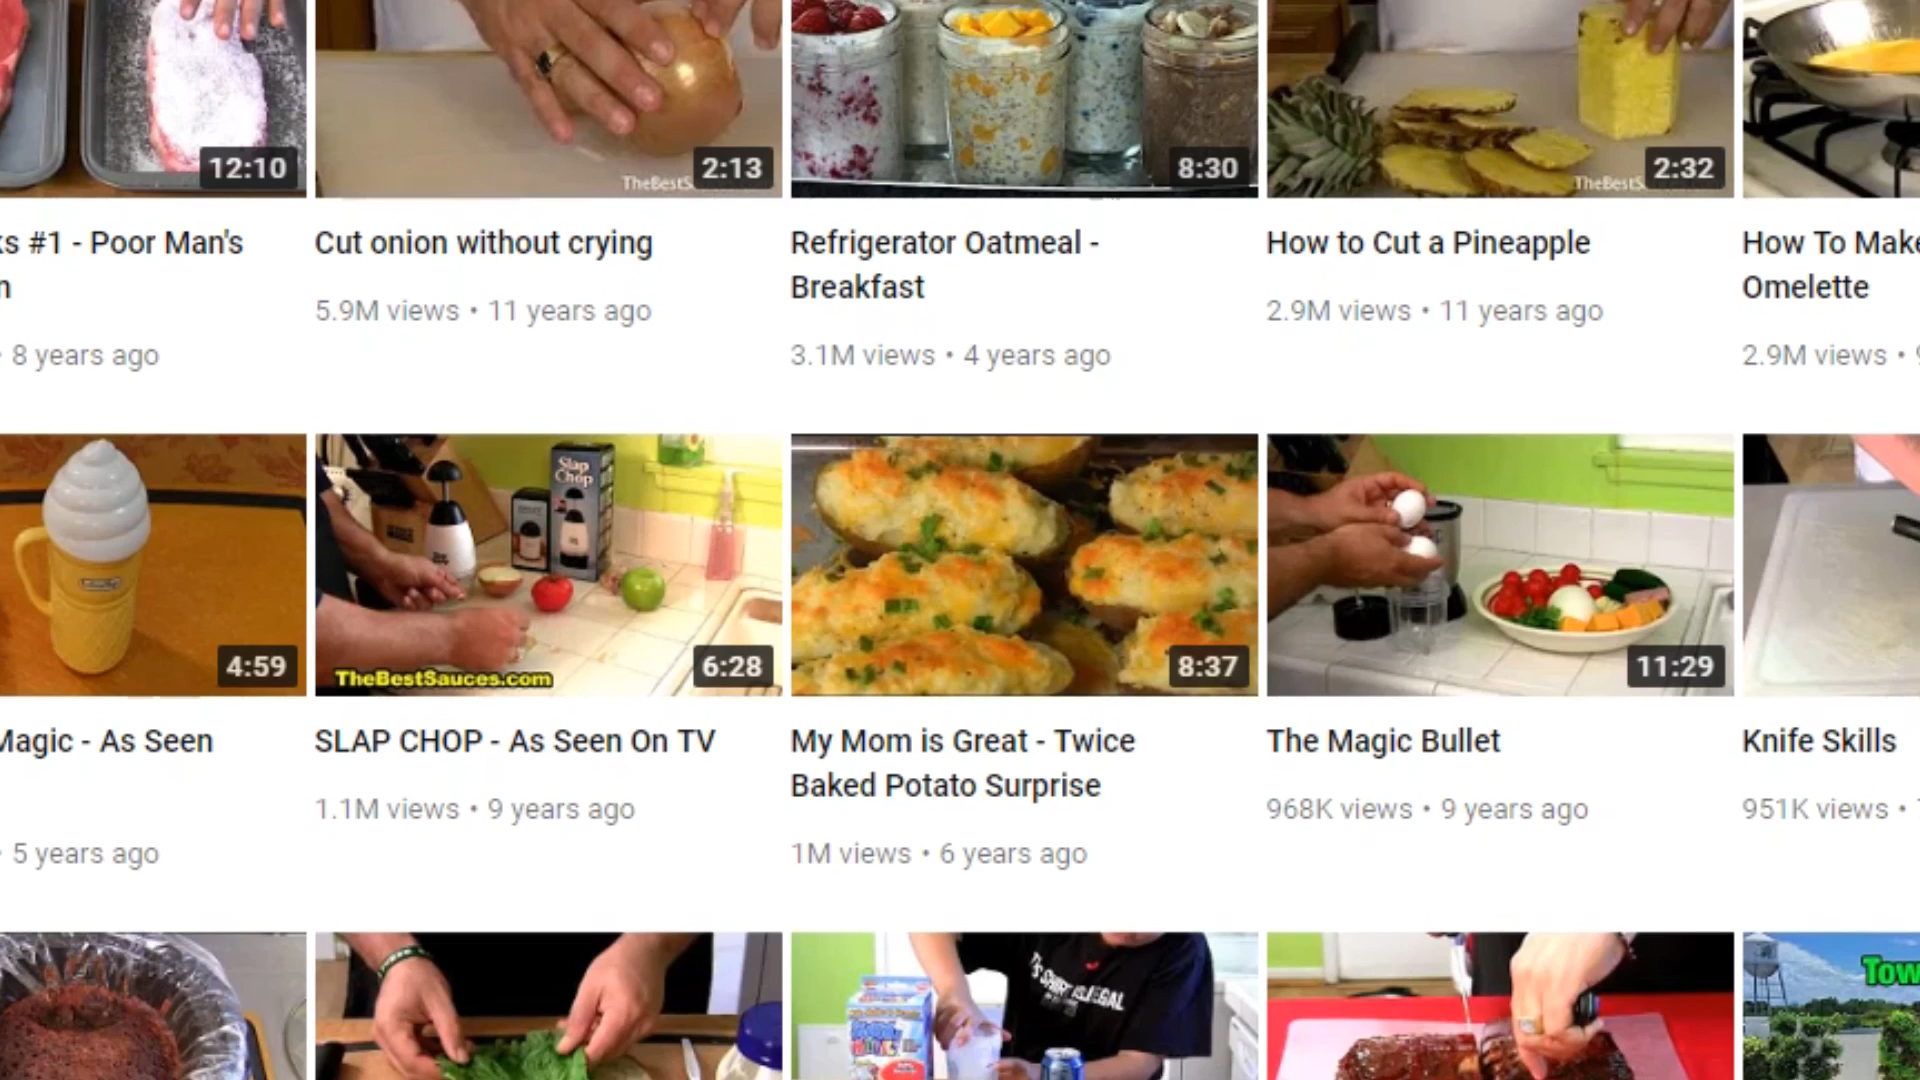 12:10
TheBestS
2:13
8:30
TheBestS
2:32
ks #1 - Poor Man's
n
• 8 years ago
Cut onion without crying
5.9M views • 11 years ago
Refrigerator Oatmeal -
Breakfast
3.1M views • 4 years ago
How to Cut a Pineapple
2.9M views • 11 years ago
How To Make
Omelette
2.9M views • 9
4:59
Slap
Chop
TheBestSauces.com
6:28
8:37
11:29
Magic - As Seen
• 5 years ago
SLAP CHOP - As Seen On TV
1.1M views • 9 years ago
My Mom is Great - Twice
Baked Potato Surprise
1M views • 6 years ago
The Magic Bullet
968K views • 9 years ago
Knife Skills
951K views •
Tow